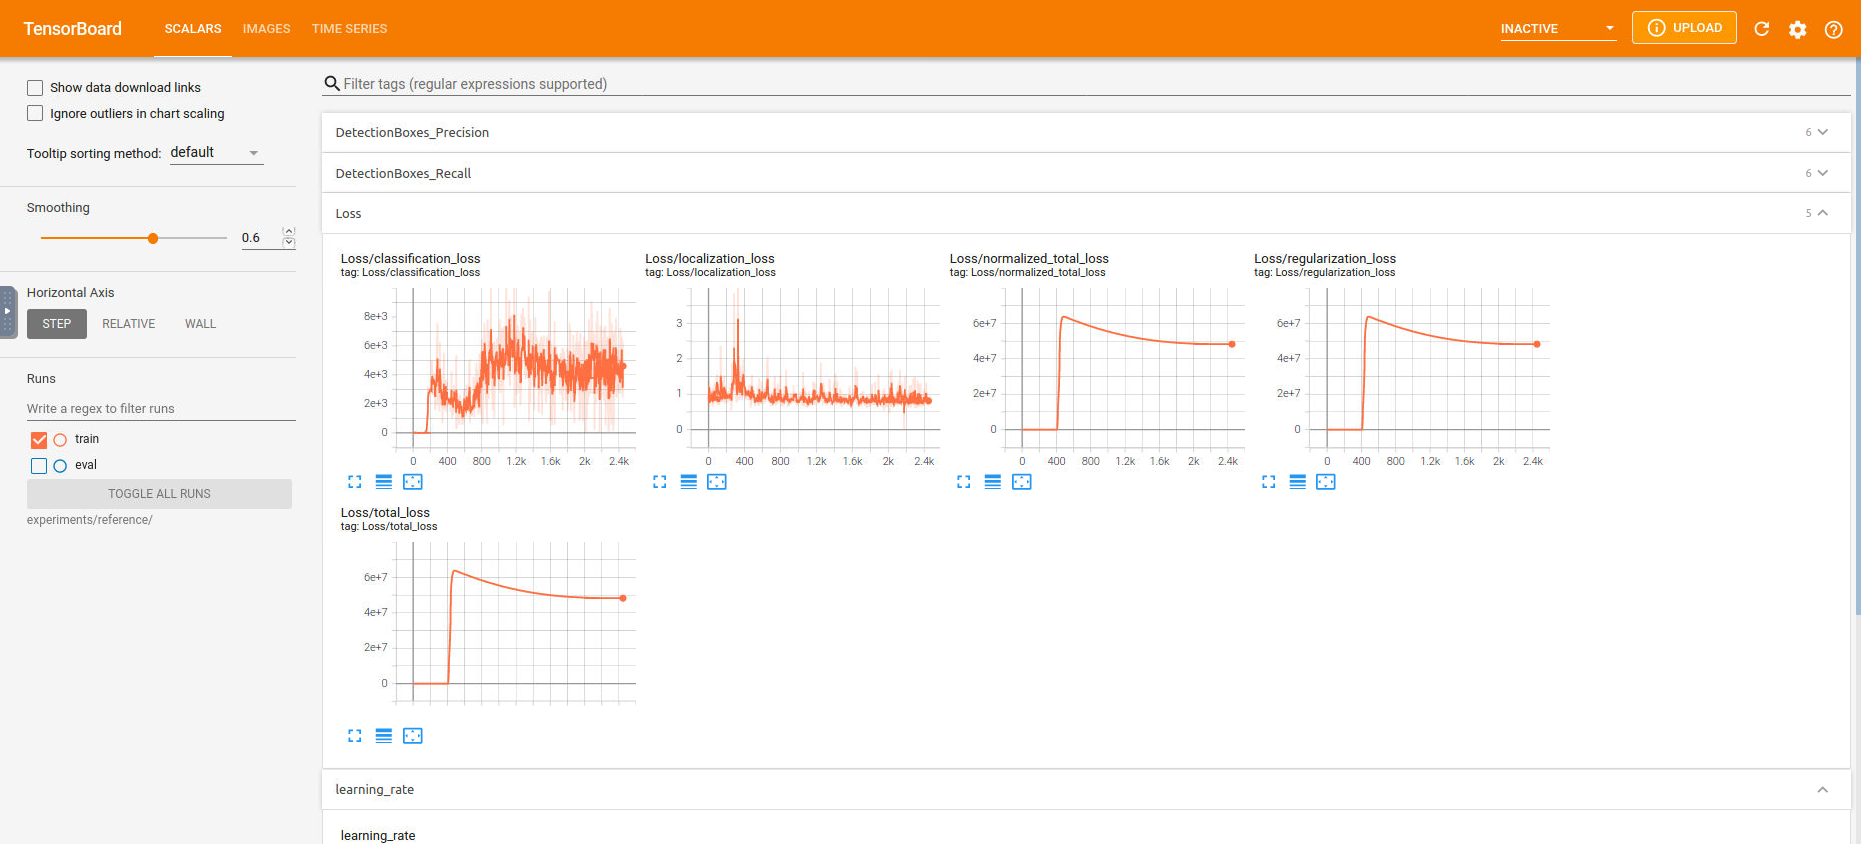 TensorBoard SCALARS IMAGES TIME SERIES INACTIVE UPLOAD
Show data download links
Ignore outliers in chart scaling
Tooltip sorting method: default
Smoothing
0.6
Horizontal Axis
STEP RELATIVE WALL
Runs
Write a regex to filter runs
train
eval
TOGGLE ALL RUNS
experiments/reference/
Filter tags (regular expressions supported)
DetectionBoxes_Precision 6
DetectionBoxes_Recall 6
Loss 5
Loss/classification_loss
tag: Loss/classification_loss
8e+3
6e+3
4e+3
2e+3
0
0 400 800 1.2k 1.6k 2k 2.4k
Loss/localization_loss
tag: Loss/localization_loss
3
2
1
0
0 400 800 1.2k 1.6k 2k 2.4k
Loss/normalized_total_loss
tag: Loss/normalized_total_loss
6e+7
4e+7
2e+7
0
0 400 800 1.2k 1.6k 2k 2.4k
Loss/regularization_loss
tag: Loss/regularization_loss
6e+7
4e+7
2e+7
0
0 400 800 1.2k 1.6k 2k 2.4k
Loss/total_loss
tag: Loss/total_loss
6e+7
4e+7
2e+7
0
learning_rate
learning_rate